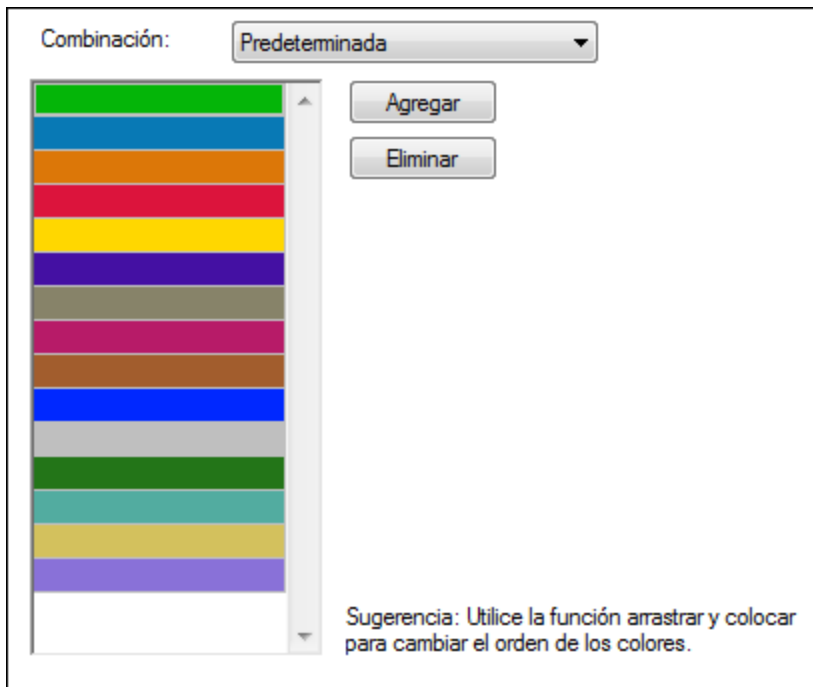 Combinación:
Predeterminada
Agregar
Eliminar
Sugerencia: Utilice la función arrastrar y colocar
para cambiar el orden de los colores.